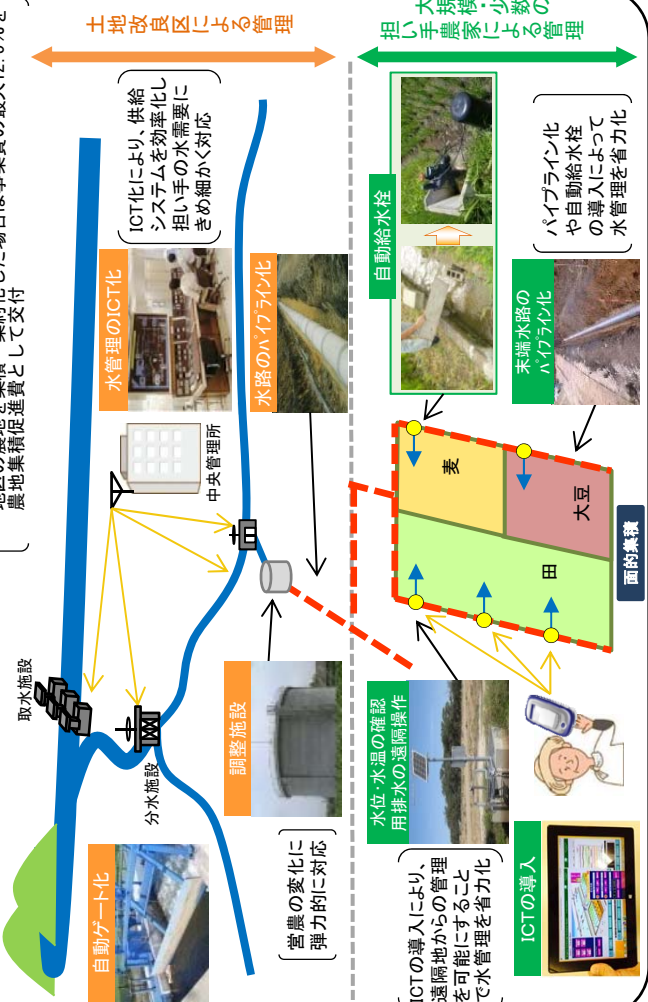 農地集積促進費として交付
取水施設
自動ゲート化
分水施設
中央管理所
水管理のICT化
ICT化により、供給
システムを効率化し
担い手の水需要に
きめ細かく対応
土地改良区による管理
営農の変化に
弾力的に対応
調整施設
水路のパイプライン化
ICTの導入により、
遠隔地からの管理
を可能にすること
で水管理を省力化
水位・水温の確認
用排水の遠隔操作
自動給水栓
大規模・少数の
担い手農家による管理
ICTの導入
田
麦
大豆
面的集積
末端水路の
パイプライン化
パイプライン化
や自動給水栓
の導入によって
水管理を省力化